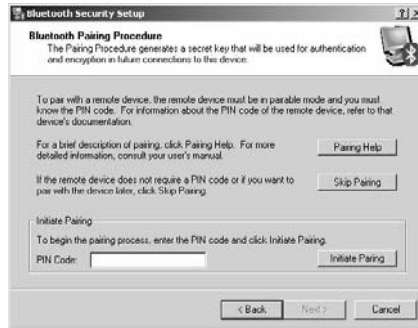 Bluetooth Security Setup
Bluetooth Pairing Procedure
The Pairing Procedure generates a secret key that will be used for authentication
and encryption in future connections to this device.
To pair with a remote device, the remote device must be in parable mode and you must
know the PIN code. For information about the PIN code of the remote device, refer to that
device's documentation.
For a brief description of pairing, click Pairing Help. For more
detailed information, consult your user's manual.
Pairing Help
If the remote device does not require a PIN code or if you want to
pair with the device later, click Skip Pairing.
Skip Pairing
Initiate Pairing
To begin the pairing process, enter the PIN code and click Initiate Pairing.
PIN Code:
Initiate Paring
< Back
Next >
Cancel